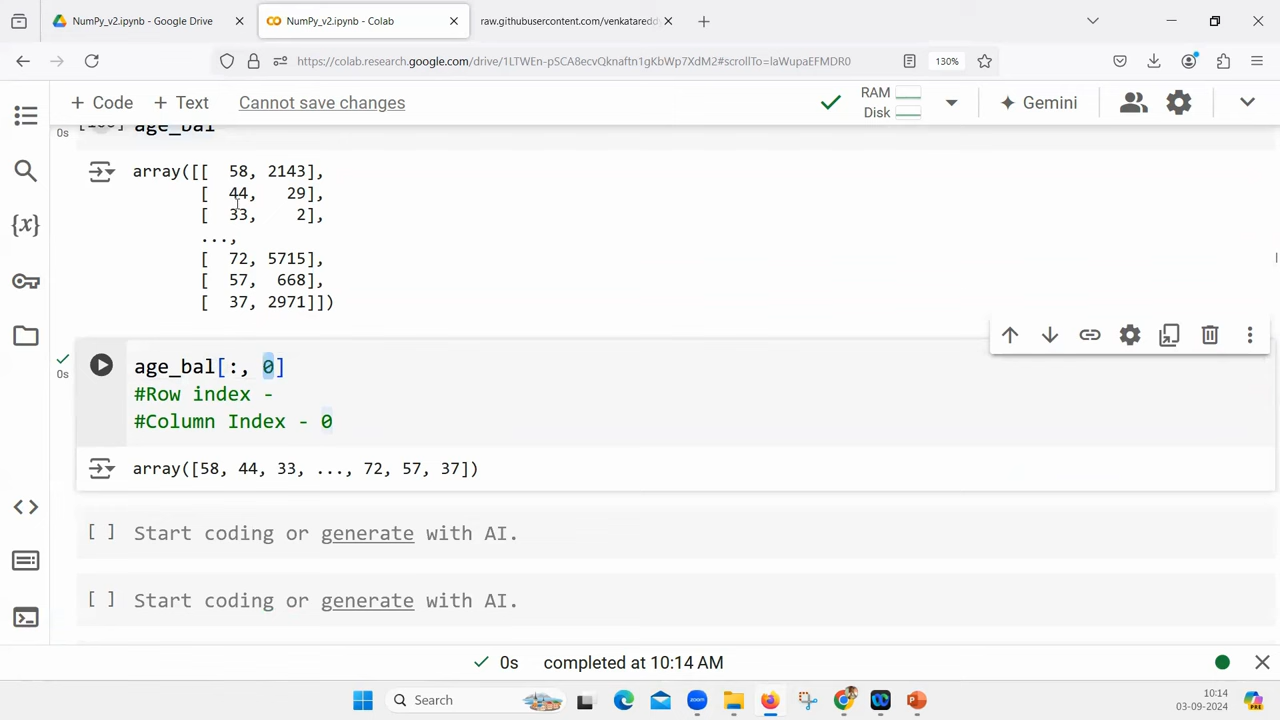 NumPy_v2.ipynb - Google Drive
NumPy_v2.ipynb - Colab
raw.githubusercontent.com/venkatareddy
https://colab.research.google.com/drive/1LTWEn-pSCA8ecvQknaftn1gKbWp7XdM2#scrollTo=laWupaEFMDR0
130%
+ Code + Text Cannot save changes
RAM
Disk
Gemini
0s
age_bal
array([[ 58, 2143],
[ 44, 29],
[ 33, 2],
...,
[ 72, 5715],
[ 57, 668],
[ 37, 2971]])
0s
age_bal[:, 0]
#Row index -
#Column Index - 0
array([58, 44, 33, ..., 72, 57, 37])
[ ] Start coding or generate with AI.
[ ] Start coding or generate with AI.
0s completed at 10:14 AM
Search
10:14
03-09-2024